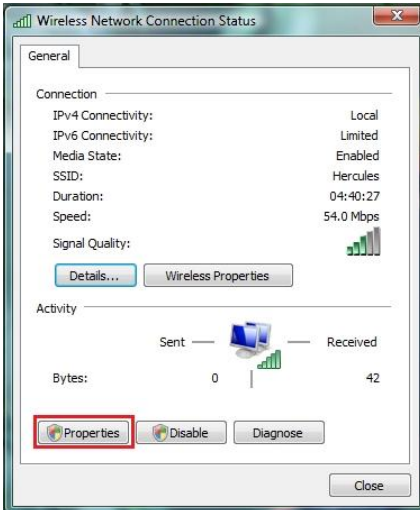 Wireless Network Connection Status
General
Connection
IPv4 Connectivity: Local
IPv6 Connectivity: Limited
Media State: Enabled
SSID: Hercules
Duration: 04:40:27
Speed: 54.0 Mbps
Signal Quality:
Details... Wireless Properties
Activity
Sent Received
Bytes: 0 42
Properties Disable Diagnose
Close